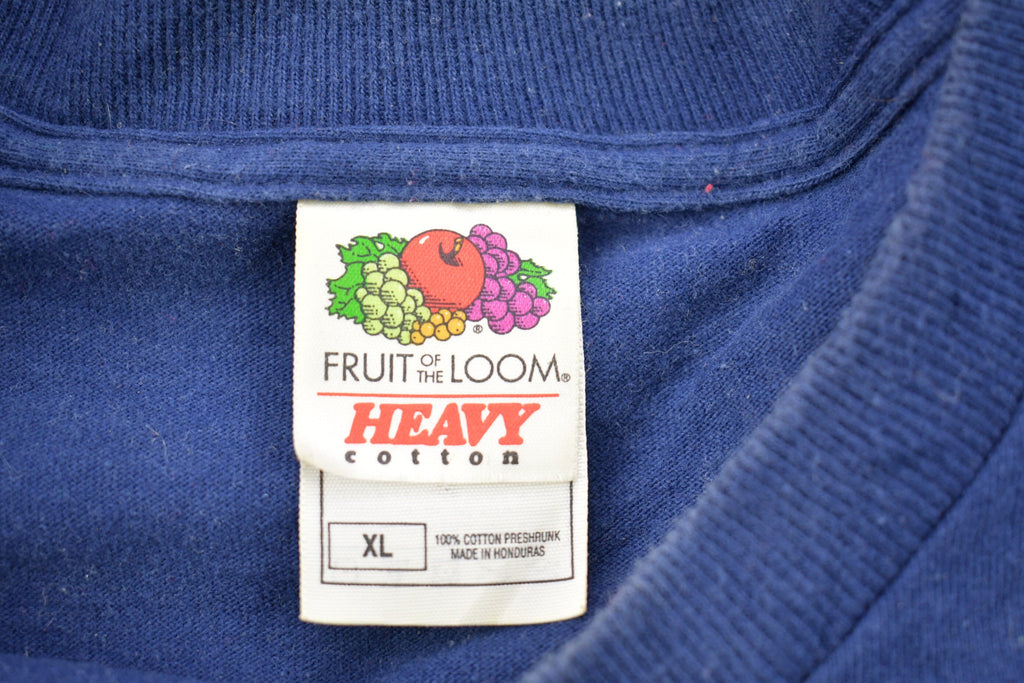 ®
FRUIT OF THE LOOM®
HEAVY
cotton
XL
100% COTTON PRESHRUNK
MADE IN HONDURAS